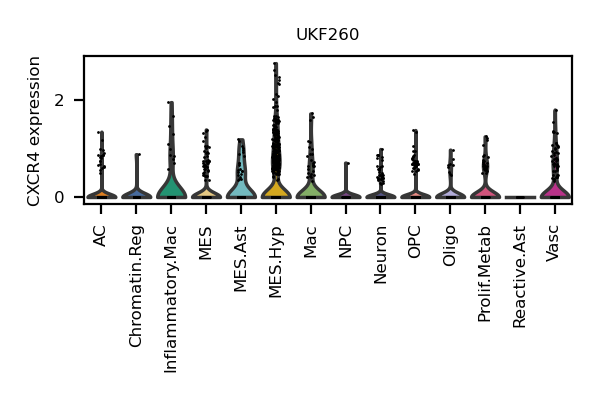 UKF260
CXCR4 expression
2
0
AC
Chromatin.Reg
Inflammatory.Mac
MES
MES.Ast
MES.Hyp
Mac
NPC
Neuron
OPC
Oligo
Prolif.Metab
Reactive.Ast
Vasc